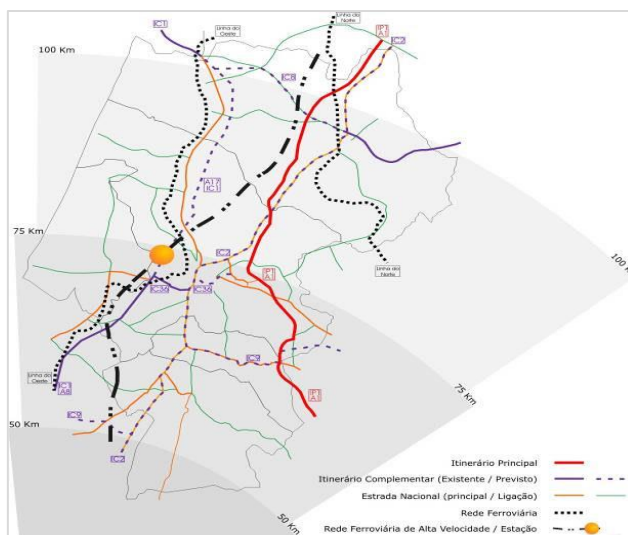 Linha do
Oeste
Linha do
Norte
IC1
IP1
A1
IC2
100 Km
IC8
A17
IC1
75 Km
IC2
IP1
A1
Linha do
Norte
100 Km
IC36
IC36
Linha do
Oeste
IC9
IC1
A8
75 Km
IP1
A1
50 Km
IC9
IC2
50 Km
Itinerário Principal
Itinerário Complementar (Existente / Previsto)
Estrada Nacional (principal / Ligação)
Rede Ferroviária
Rede Ferroviária de Alta Velocidade / Estação